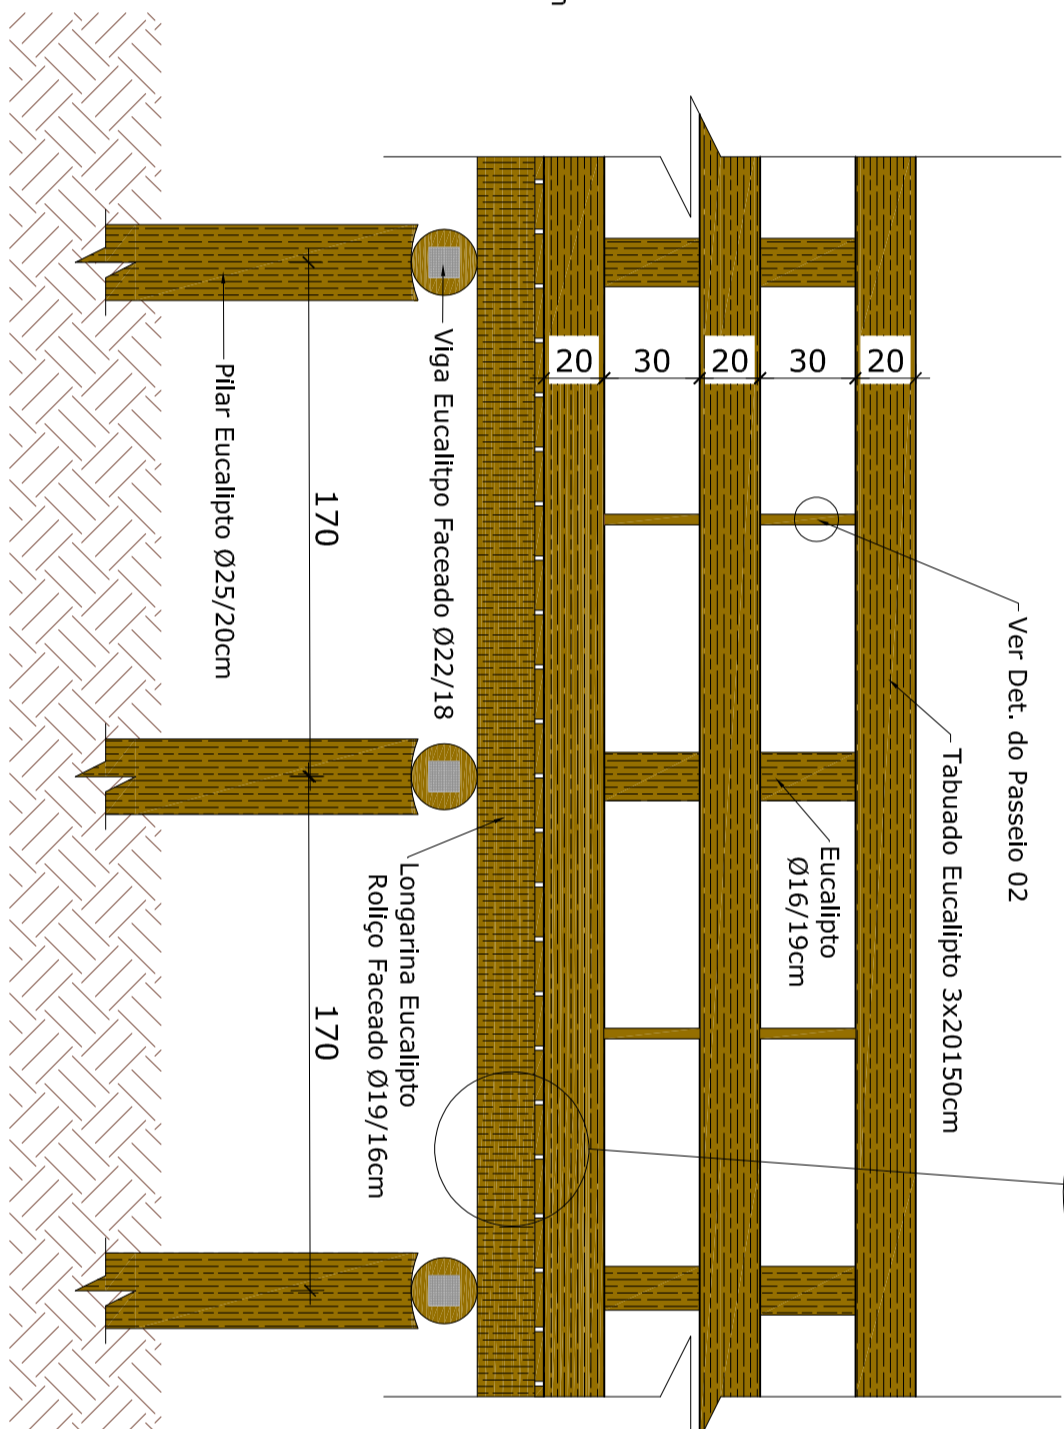 20
30
20
30
20
Ver Det. do Passeio 02
Tabuado Eucalipto 3x20150cm
Eucalipto
Ø16/19cm
Viga Eucalitpo Faceado Ø22/18
Longarina Eucalipto
Roliço Faceado Ø19/16cm
170
170
Pilar Eucalipto Ø25/20cm